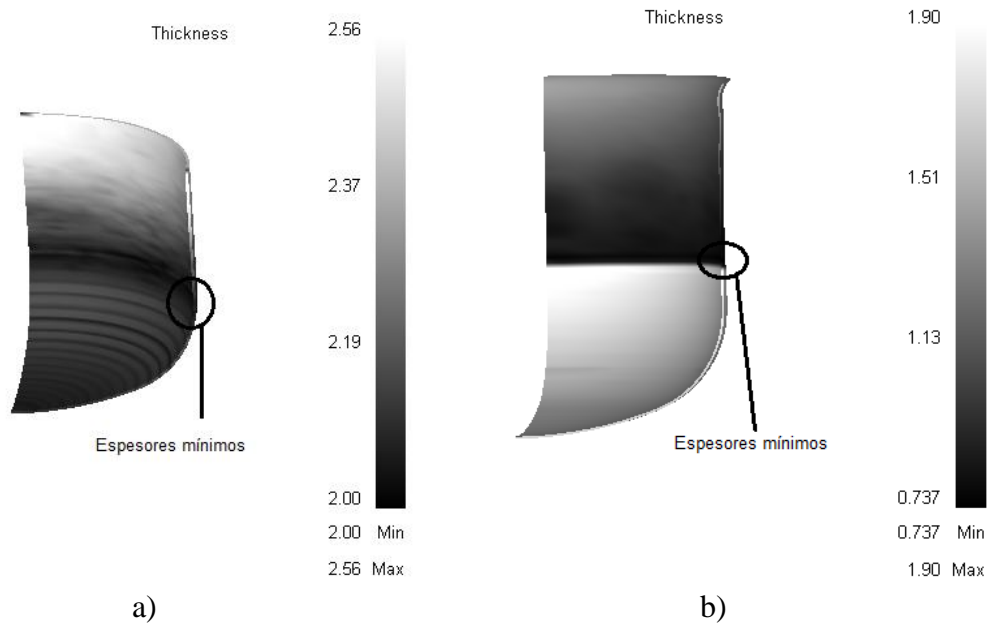 Thickness
2.56
2.37
2.19
2.00
2.00 Min
2.56 Max
Espesores mínimos
a)
Thickness
1.90
1.51
1.13
0.737
0.737 Min
1.90 Max
Espesores mínimos
b)